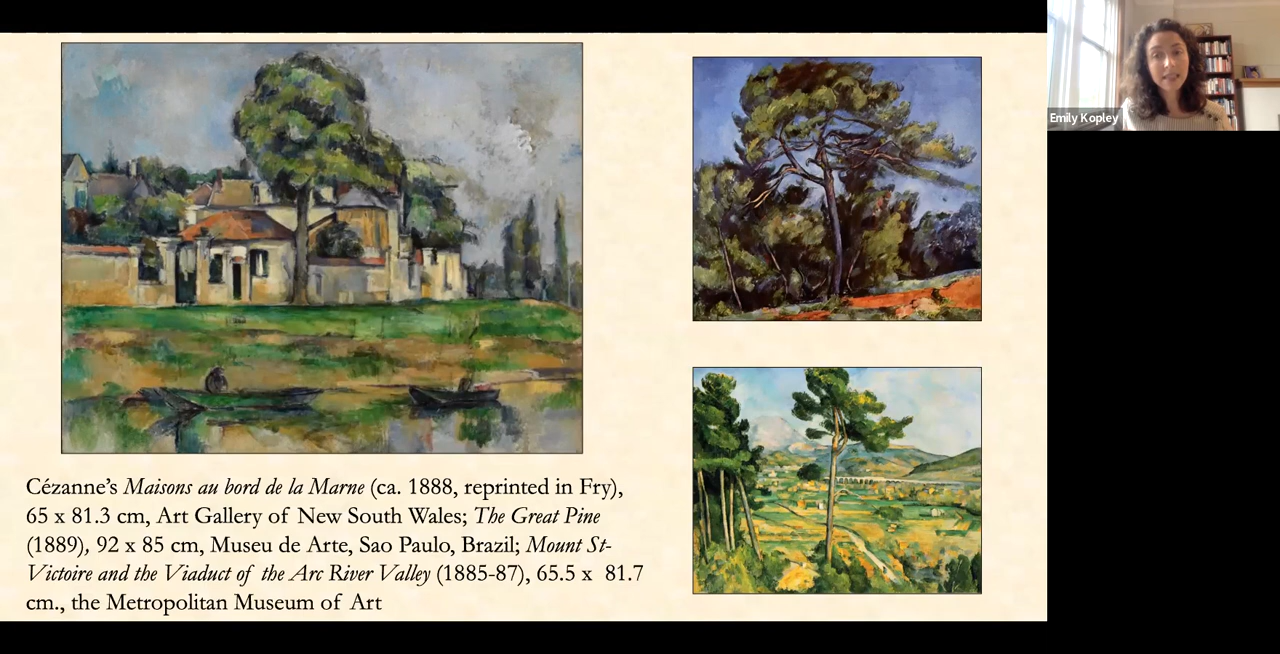 Emily Kopley
Cézanne’s Maisons au bord de la Marne (ca. 1888, reprinted in Fry),
65 x 81.3 cm, Art Gallery of New South Wales; The Great Pine
(1889), 92 x 85 cm, Museu de Arte, Sao Paulo, Brazil; Mount St-
Victoire and the Viaduct of the Arc River Valley (1885-87), 65.5 x 81.7
cm., the Metropolitan Museum of Art